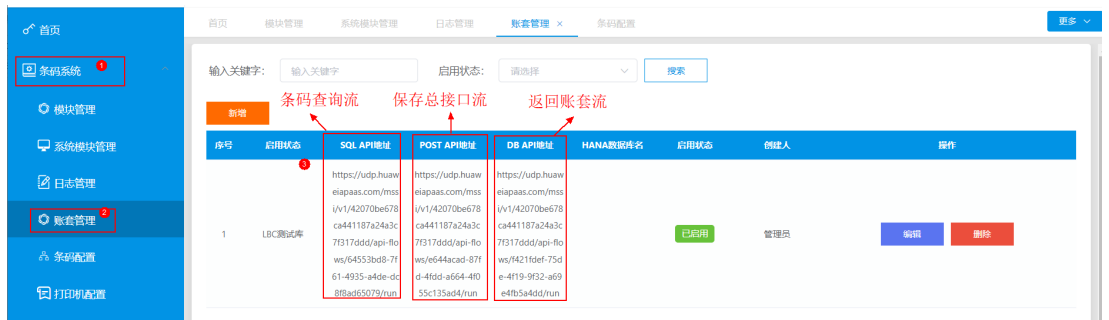 首页
条码系统
1
模块管理
系统模块管理
日志管理
账套管理
2
条码配置
打印机配置
首页 模块管理 系统模块管理 日志管理 账套管理 × 条码配置
更多
输入关键字： 输入关键字 启用状态： 请选择 搜索
新增
条码查询流 保存总接口流 返回账套流
序号 启用状态 SQL API地址 POST API地址 DB API地址 HANA数据库名 启用状态 创建人 操作
3
https://udp.huaw https://udp.huaw https://udp.huaw
eiapaas.com/mss eiapaas.com/mss eiapaas.com/mss
i/v1/42070be678 i/v1/42070be678 i/v1/42070be678
ca441187a24a3c ca441187a24a3c ca441187a24a3c
7f317ddd/api-flo 7f317ddd/api-flo 7f317ddd/api-flo
ws/64553bd8-7f ws/e644acad-87f ws/f421fdef-75d
61-4935-a4de-dc d-4fdd-a664-4f0 e-4f19-9f32-a69
8f8ad65079/run 55c135ad4/run e4fb5a4dd/run
1 LBC测试库 已启用 管理员 编辑 删除